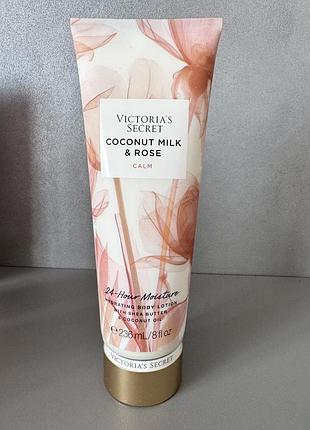 VICTORIA'S
SECRET
COCONUT MILK
& ROSE
CALM
24-Hour Moisture
HYDRATING BODY LOTION
WITH SHEA BUTTER
& COCONUT OIL
℮ 236 mL/8 fl oz
VICTORIA'S SECRET